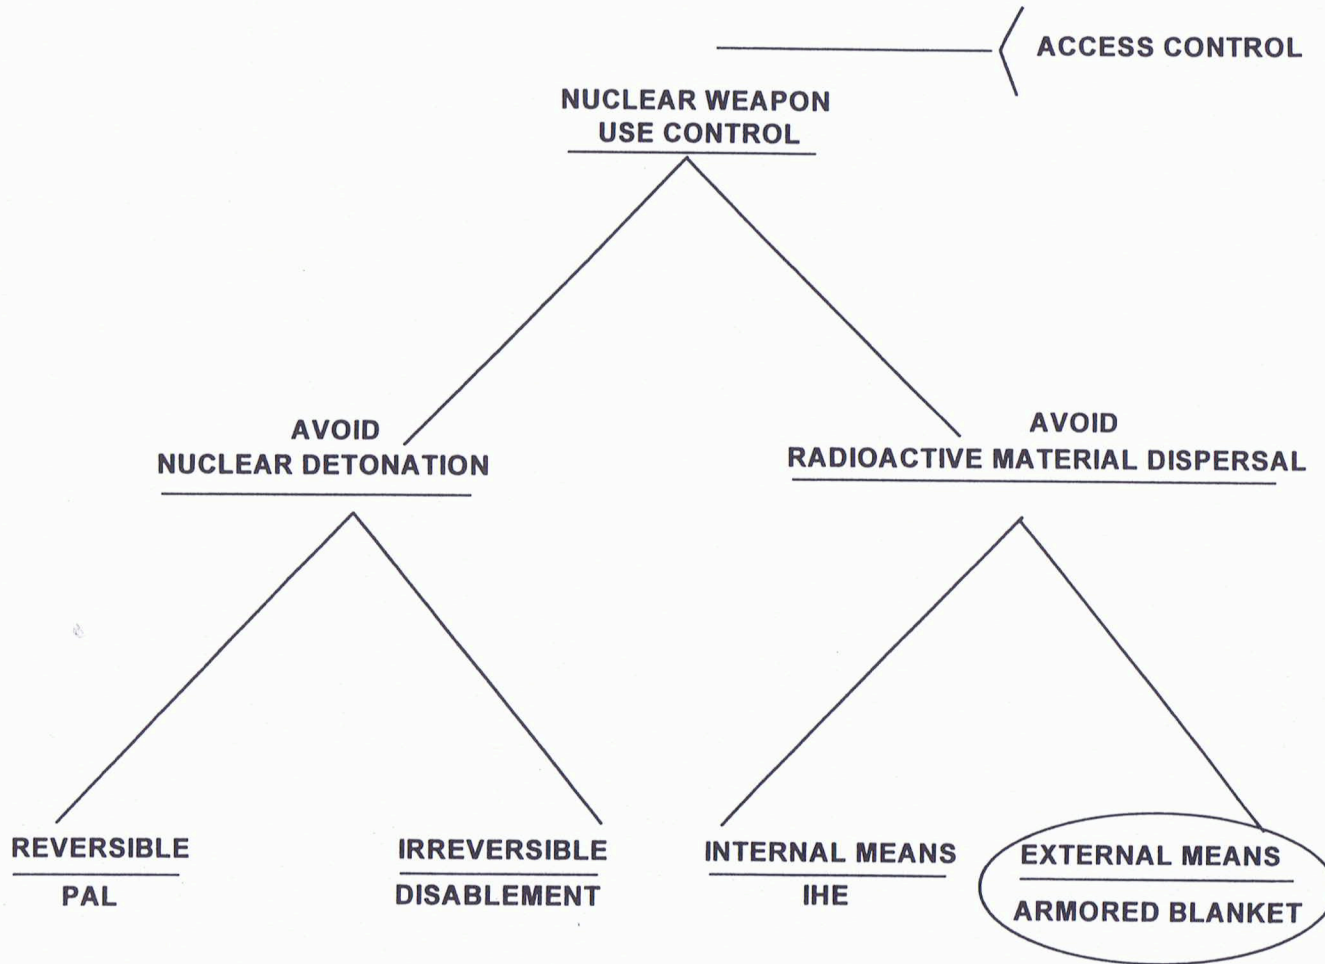 ACCESS CONTROL
NUCLEAR WEAPON
USE CONTROL
AVOID
NUCLEAR DETONATION
AVOID
RADIOACTIVE MATERIAL DISPERSAL
REVERSIBLE
PAL
IRREVERSIBLE
DISABLEMENT
INTERNAL MEANS
IHE
EXTERNAL MEANS
ARMORED BLANKET